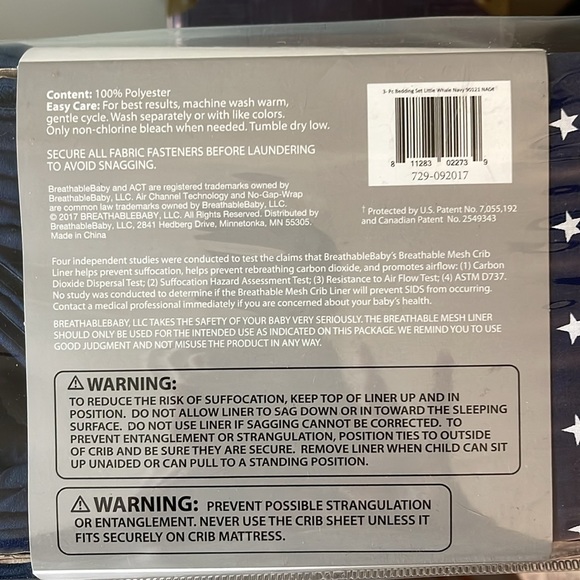 Content: 100% Polyester
Easy Care: For best results, machine wash warm,
gentle cycle. Wash separately or with like colors.
Only non-chlorine bleach when needed. Tumble dry low.
SECURE ALL FABRIC FASTENERS BEFORE LAUNDERING
TO AVOID SNAGGING.
BreathableBaby and ACT are registered trademarks owned by
BreathableBaby, LLC. Air Channel Technology and No-Gap-Wrap
are common law trademarks owned by BreathableBaby, LLC.
© 2017 BREATHABLEBABY, LLC. All Rights Reserved. Distributed by
BreathableBaby, LLC, 2841 Hedberg Drive, Minnetonka, MN 55305.
Made in China
3- Pc Bedding Set Little Whale Navy 90121 NAG#
8 11283 02273 9
729-092017
† Protected by U.S. Patent No. 7,055,192
and Canadian Patent No. 2549343
Four independent studies were conducted to test the claims that BreathableBaby's Breathable Mesh Crib
Liner helps prevent suffocation, helps prevent rebreathing carbon dioxide, and promotes airflow: (1) Carbon
Dioxide Dispersal Test; (2) Suffocation Hazard Assessment Test; (3) Resistance to Air Flow Test; (4) ASTM D737.
No study was conducted to determine if the Breathable Mesh Crib Liner will prevent SIDS from occurring.
Contact a medical professional immediately if you are concerned about your baby's health.
BREATHABLEBABY, LLC TAKES THE SAFETY OF YOUR BABY VERY SERIOUSLY. THE BREATHABLE MESH LINER
SHOULD ONLY BE USED FOR THE INTENDED USE AS INDICATED ON THIS PACKAGE. WE REMIND YOU TO USE
GOOD JUDGMENT AND NOT MISUSE THE PRODUCT IN ANY WAY.
⚠ WARNING:
TO REDUCE THE RISK OF SUFFOCATION, KEEP TOP OF LINER UP AND IN
POSITION. DO NOT ALLOW LINER TO SAG DOWN OR IN TOWARD THE SLEEPING
SURFACE. DO NOT USE LINER IF SAGGING CANNOT BE CORRECTED. TO
PREVENT ENTANGLEMENT OR STRANGULATION, POSITION TIES TO OUTSIDE
OF CRIB AND BE SURE THEY ARE SECURE. REMOVE LINER WHEN CHILD CAN SIT
UP UNAIDED OR CAN PULL TO A STANDING POSITION.
⚠ WARNING: PREVENT POSSIBLE STRANGULATION
OR ENTANGLEMENT. NEVER USE THE CRIB SHEET UNLESS IT
FITS SECURELY ON CRIB MATTRESS.